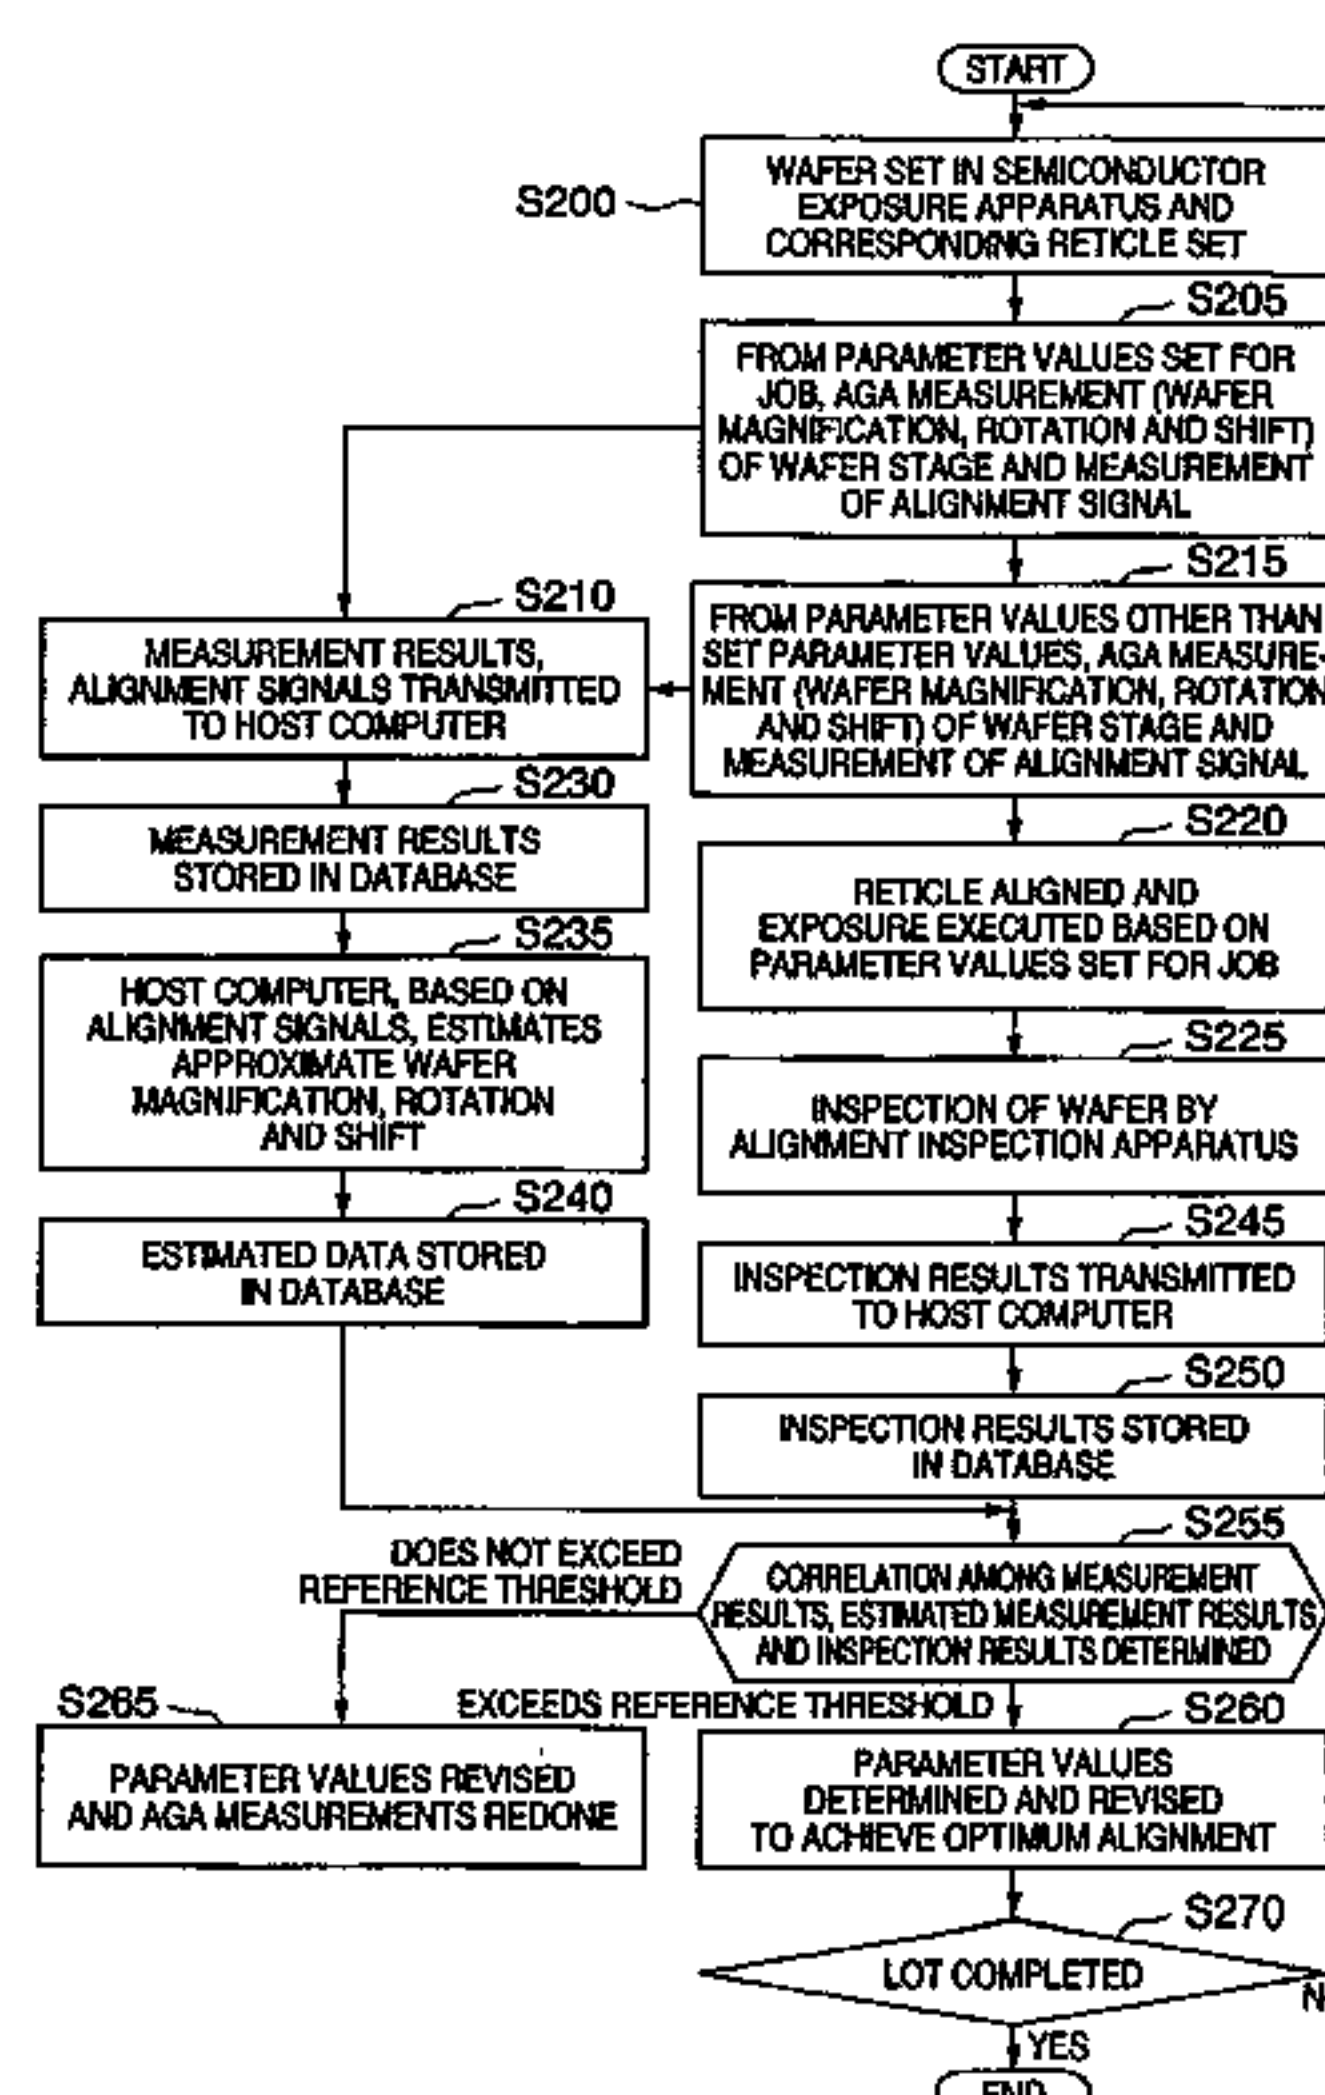 START
S200
WAFER SET IN SEMICONDUCTOR
EXPOSURE APPARATUS AND
CORRESPONDING RETICLE SET
S205
FROM PARAMETER VALUES SET FOR
JOB, AGA MEASUREMENT (WAFER
MAGNIFICATION, ROTATION AND SHIFT)
OF WAFER STAGE AND MEASUREMENT
OF ALIGNMENT SIGNAL
S215
FROM PARAMETER VALUES OTHER THAN
SET PARAMETER VALUES, AGA MEASURE-
MENT (WAFER MAGNIFICATION, ROTATION
AND SHIFT) OF WAFER STAGE AND
MEASUREMENT OF ALIGNMENT SIGNAL
S210
MEASUREMENT RESULTS,
ALIGNMENT SIGNALS TRANSMITTED
TO HOST COMPUTER
S230
MEASUREMENT RESULTS
STORED IN DATABASE
S220
RETICLE ALIGNED AND
EXPOSURE EXECUTED BASED ON
PARAMETER VALUES SET FOR JOB
S235
HOST COMPUTER, BASED ON
ALIGNMENT SIGNALS, ESTIMATES
APPROXIMATE WAFER
MAGNIFICATION, ROTATION
AND SHIFT
S225
INSPECTION OF WAFER BY
ALIGNMENT INSPECTION APPARATUS
S240
ESTIMATED DATA STORED
IN DATABASE
S245
INSPECTION RESULTS TRANSMITTED
TO HOST COMPUTER
S250
INSPECTION RESULTS STORED
IN DATABASE
S255
CORRELATION AMONG MEASUREMENT
RESULTS, ESTIMATED MEASUREMENT RESULTS
AND INSPECTION RESULTS DETERMINED
DOES NOT EXCEED
REFERENCE THRESHOLD
EXCEEDS REFERENCE THRESHOLD
S265
PARAMETER VALUES REVISED
AND AGA MEASUREMENTS REDONE
S260
PARAMETER VALUES
DETERMINED AND REVISED
TO ACHIEVE OPTIMUM ALIGNMENT
S270
LOT COMPLETED
YES
END